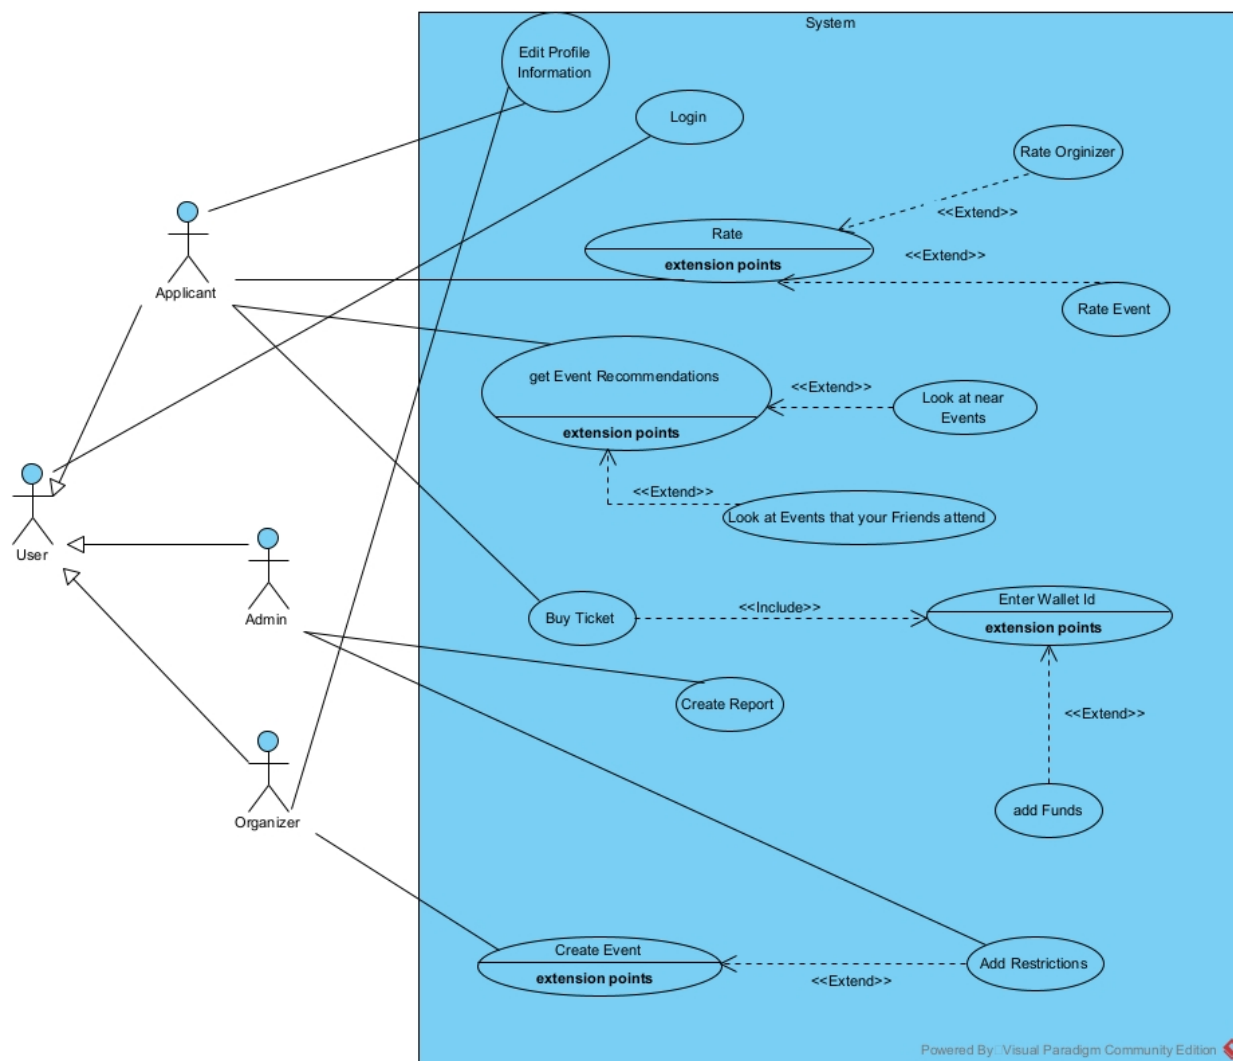 System
Edit Profile
Information
Login
Rate Orginizer
<<Extend>>
Rate
extension points
<<Extend>>
Rate Event
Applicant
get Event Recommendations
extension points
<<Extend>>
Look at near
Events
<<Extend>>
Look at Events that your Friends attend
User
Admin
Buy Ticket
<<Include>>
Enter Wallet Id
extension points
Create Report
<<Extend>>
add Funds
Organizer
Create Event
extension points
<<Extend>>
Add Restrictions
Powered By Visual Paradigm Community Edition